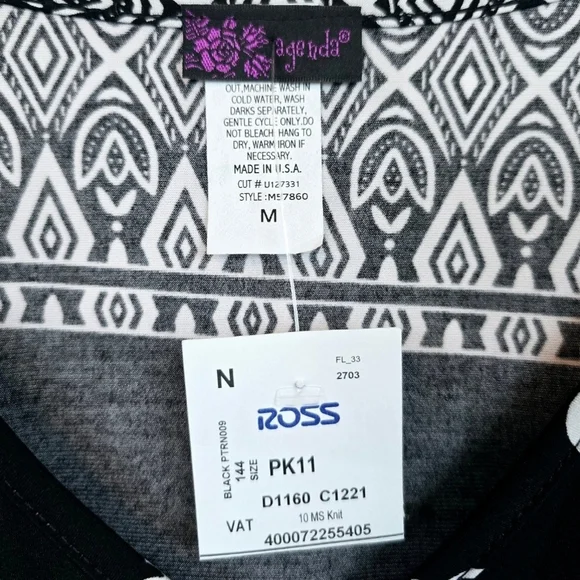 agenda®
OUT, MACHINE WASH IN
COLD WATER, WASH
DARKS SEPARATELY,
GENTLE CYCLE ONLY.DO
NOT BLEACH. HANG TO
DRY, WARM IRON IF
NECESSARY.
MADE IN U.S.A.
CUT # U127331
STYLE :MS7860
M
N
FL_33
2703
ROSS
BLACK PTRN009
144
SIZE
PK11
D1160 C1221
VAT
10 MS Knit
400072255405